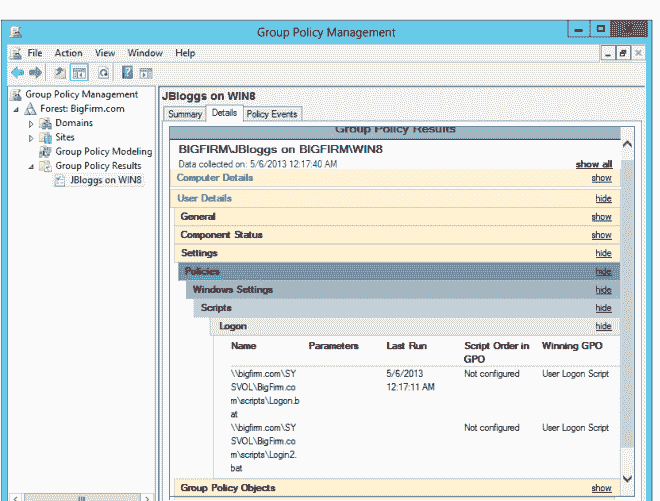 Group Policy Management
File Action View Window Help
Group Policy Management
Forest: BigFirm.com
Domains
Sites
Group Policy Modeling
Group Policy Results
JBloggs on WIN8
JBloggs on WIN8
Summary Details Policy Events
Group Policy Results
BIGFIRM\JBloggs on BIGFIRM\WIN8
Data collected on: 5/6/2013 12:17:40 AM show all
Computer Details show
User Details hide
General show
Component Status show
Settings hide
Policies hide
Windows Settings hide
Scripts hide
Logon hide
Name Parameters Last Run Script Order in Winning GPO
GPO
\\bigfirm.com\SY 5/6/2013 Not configured User Logon Script
SVOL\BigFirm.co 12:17:11 AM
m\scripts\Logon.b
at
\\bigfirm.com\SY Not configured User Logon Script
SVOL\BigFirm.co
m\scripts\Login2.
bat
Group Policy Objects show